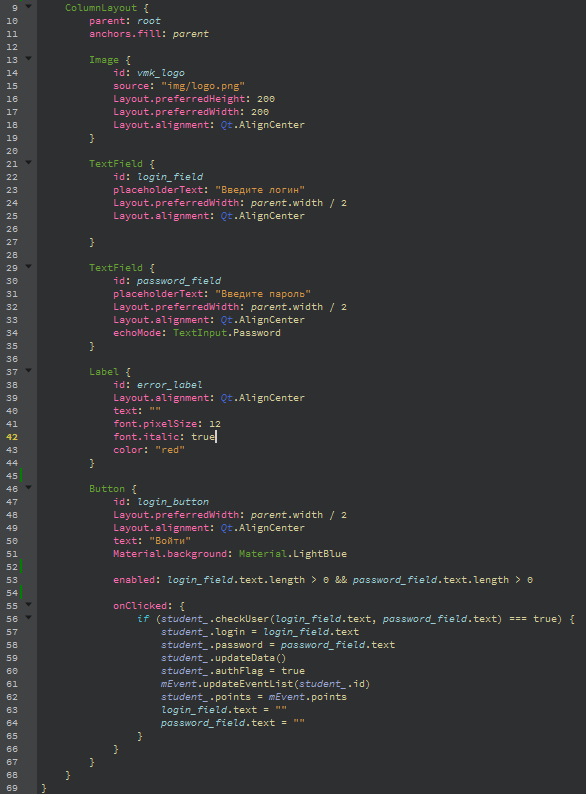 9 ColumnLayout {
10 parent: root
11 anchors.fill: parent
12
13 Image {
14 id: vmk_logo
15 source: "img/logo.png"
16 Layout.preferredHeight: 200
17 Layout.preferredWidth: 200
18 Layout.alignment: Qt.AlignCenter
19 }
20
21 TextField {
22 id: login_field
23 placeholderText: "Введите логин"
24 Layout.preferredWidth: parent.width / 2
25 Layout.alignment: Qt.AlignCenter
26
27 }
28
29 TextField {
30 id: password_field
31 placeholderText: "Введите пароль"
32 Layout.preferredWidth: parent.width / 2
33 Layout.alignment: Qt.AlignCenter
34 echoMode: TextInput.Password
35 }
36
37 Label {
38 id: error_label
39 Layout.alignment: Qt.AlignCenter
40 text: ""
41 font.pixelSize: 12
42 font.italic: true
43 color: "red"
44 }
45
46 Button {
47 id: login_button
48 Layout.preferredWidth: parent.width / 2
49 Layout.alignment: Qt.AlignCenter
50 text: "Войти"
51 Material.background: Material.LightBlue
52
53 enabled: login_field.text.length > 0 && password_field.text.length > 0
54
55 onClicked: {
56 if (student_.checkUser(login_field.text, password_field.text) === true) {
57 student_.login = login_field.text
58 student_.password = password_field.text
59 student_.updateData()
60 student_.authFlag = true
61 mEvent.updateEventList(student_.id)
62 student_.points = mEvent.points
63 login_field.text = ""
64 password_field.text = ""
65 }
66 }
67 }
68 }
69 }